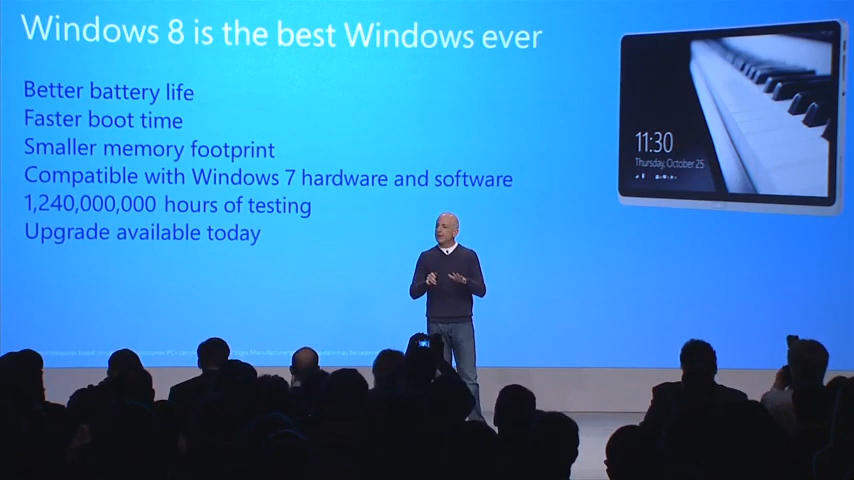 Windows 8 is the best Windows ever
Better battery life
Faster boot time
Smaller memory footprint
Compatible with Windows 7 hardware and software
1,240,000,000 hours of testing
Upgrade available today
11:30
Thursday, October 25